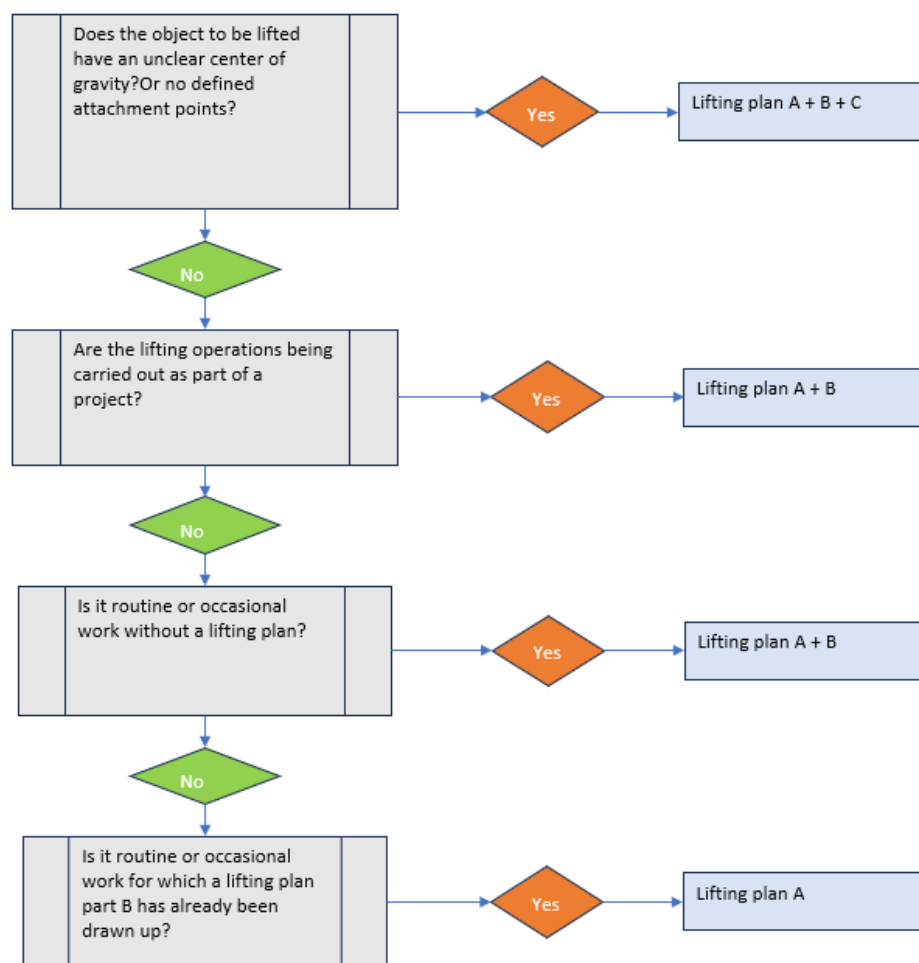 Does the object to be lifted
have an unclear center of
gravity?Or no defined
attachment points?
Yes
Lifting plan A + B + C
No
Are the lifting operations being
carried out as part of a
project?
Yes
Lifting plan A + B
No
Is it routine or occasional
work without a lifting plan?
Yes
Lifting plan A + B
No
Is it routine or occasional
work for which a lifting plan
part B has already been
drawn up?
Yes
Lifting plan A